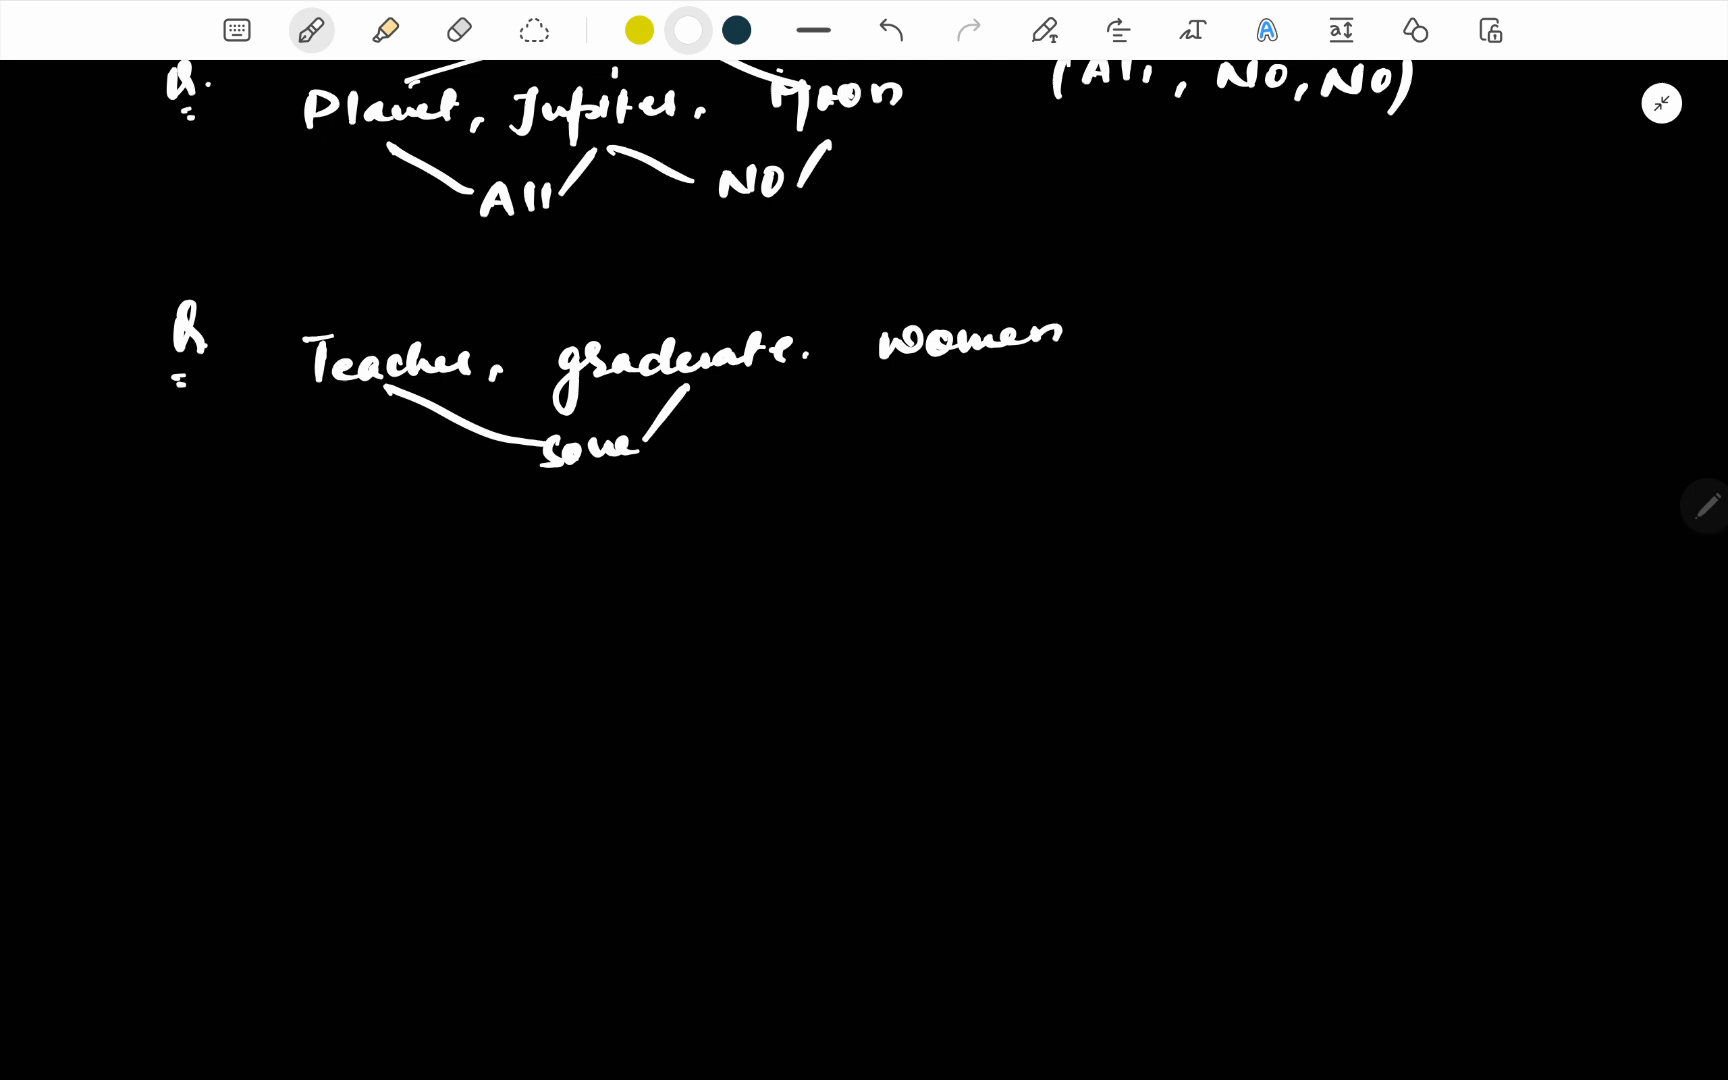 Q. Planet, Jupiter, Moon (All, No, No)
All No
Q Teacher, graduate, women
some